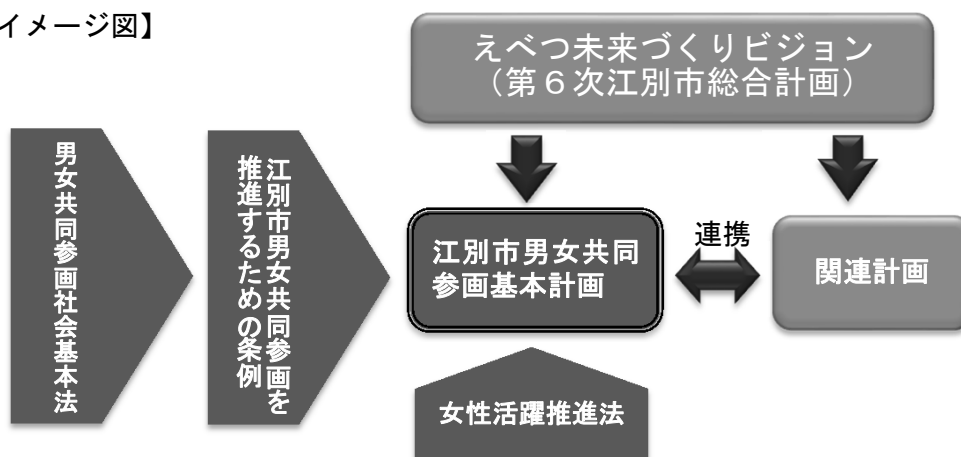 イメージ図】
えべつ未来づくりビジョン
（第６次江別市総合計画）
男女共同参画社会基本法
江別市男女共同参画を
推進するための条例
江別市男女共同
参画基本計画
連携
関連計画
女性活躍推進法